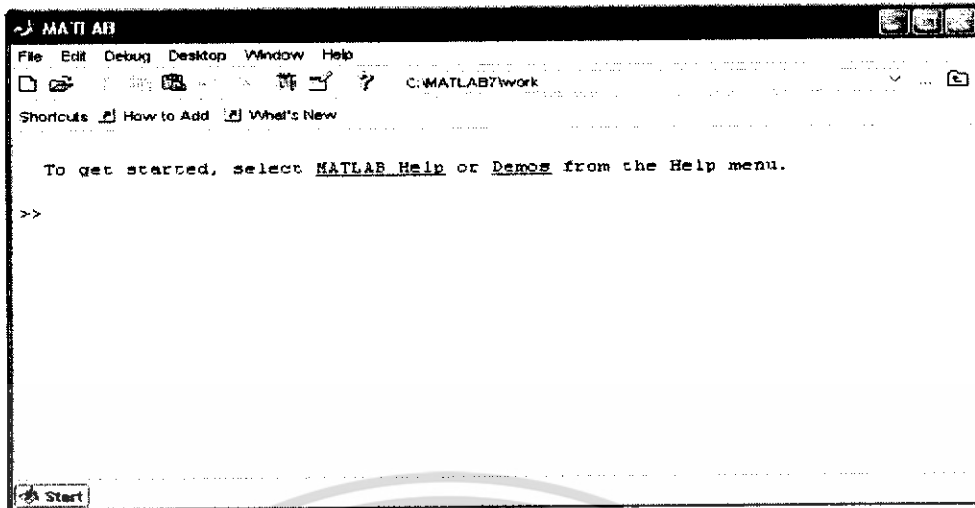 MATLAB
File Edit Debug Desktop Window Help
? C:\MATLAB7\work ...
Shortcuts How to Add What's New
To get started, select MATLAB Help or Demos from the Help menu.
>>
Start